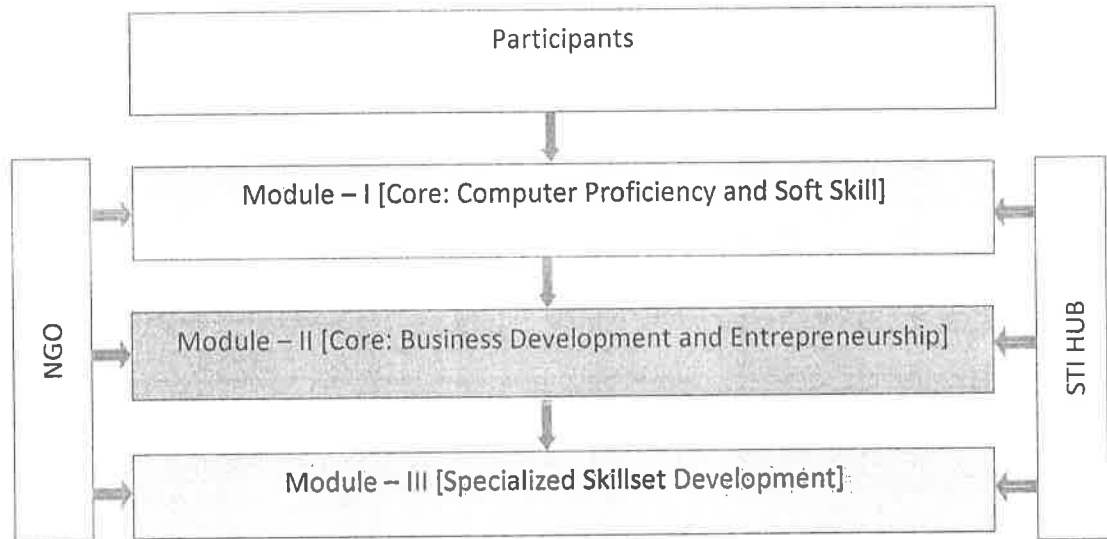 Participants
Module – I [Core: Computer Proficiency and Soft Skill]
NGO
Module – II [Core: Business Development and Entrepreneurship]
STI HUB
Module – III [Specialized Skillset Development]